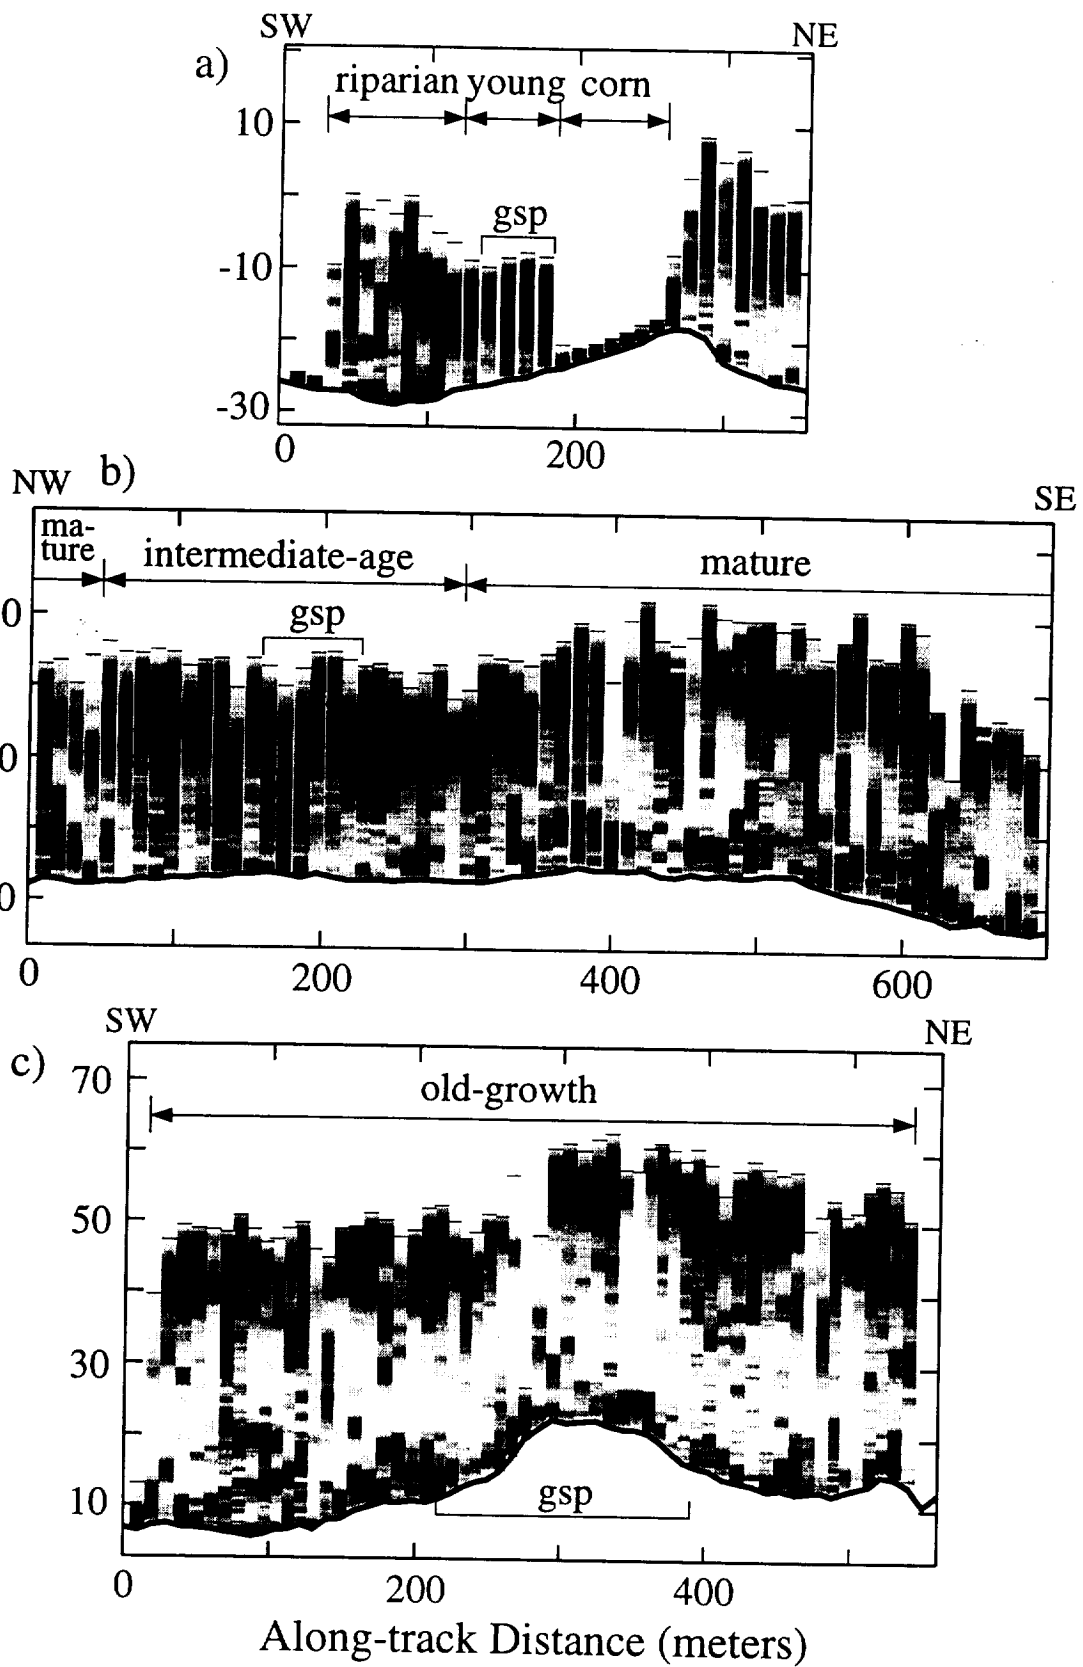 SW
NE
a)
riparian young corn
10
gsp
-10
-30
0
200
NW b)
SE
ma-
ture
intermediate-age
mature
gsp
0
0
0
0
200
400
600
SW
NE
c)
70
old-growth
50
30
10
gsp
0
200
400
Along-track Distance (meters)